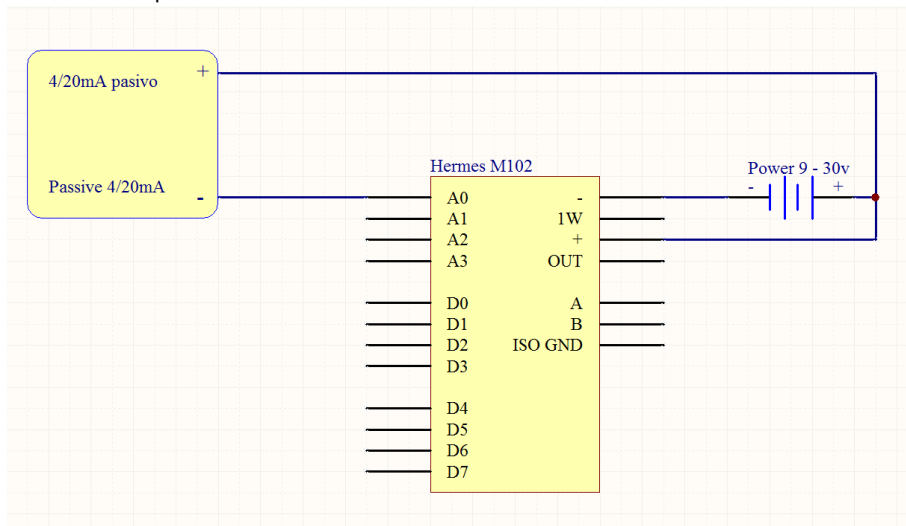 4/20mA pasivo +
Passive 4/20mA -
Hermes M102
Power 9 - 30v
- +
A0 -
A1 1W
A2 +
A3 OUT
D0 A
D1 B
D2 ISO GND
D3
D4
D5
D6
D7